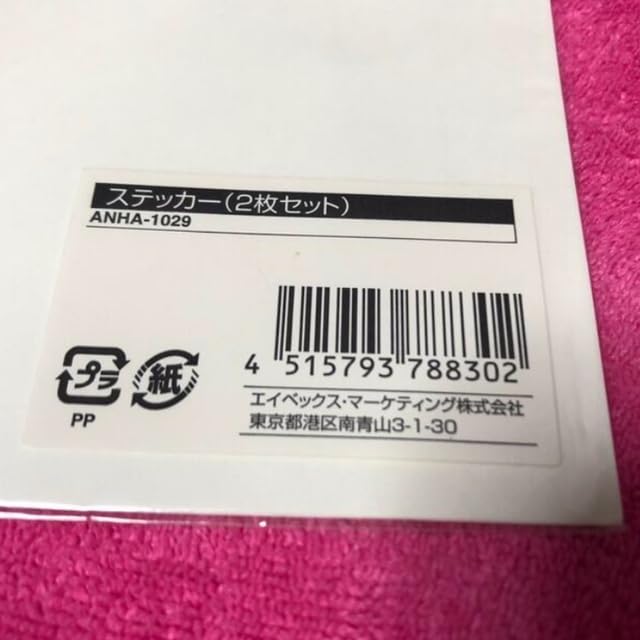 ステッカー(2枚セット)
ANHA-1029
4 515793 788302
プラ
紙
PP
エイベックス・マーケティング株式会社
東京都港区南青山3-1-30